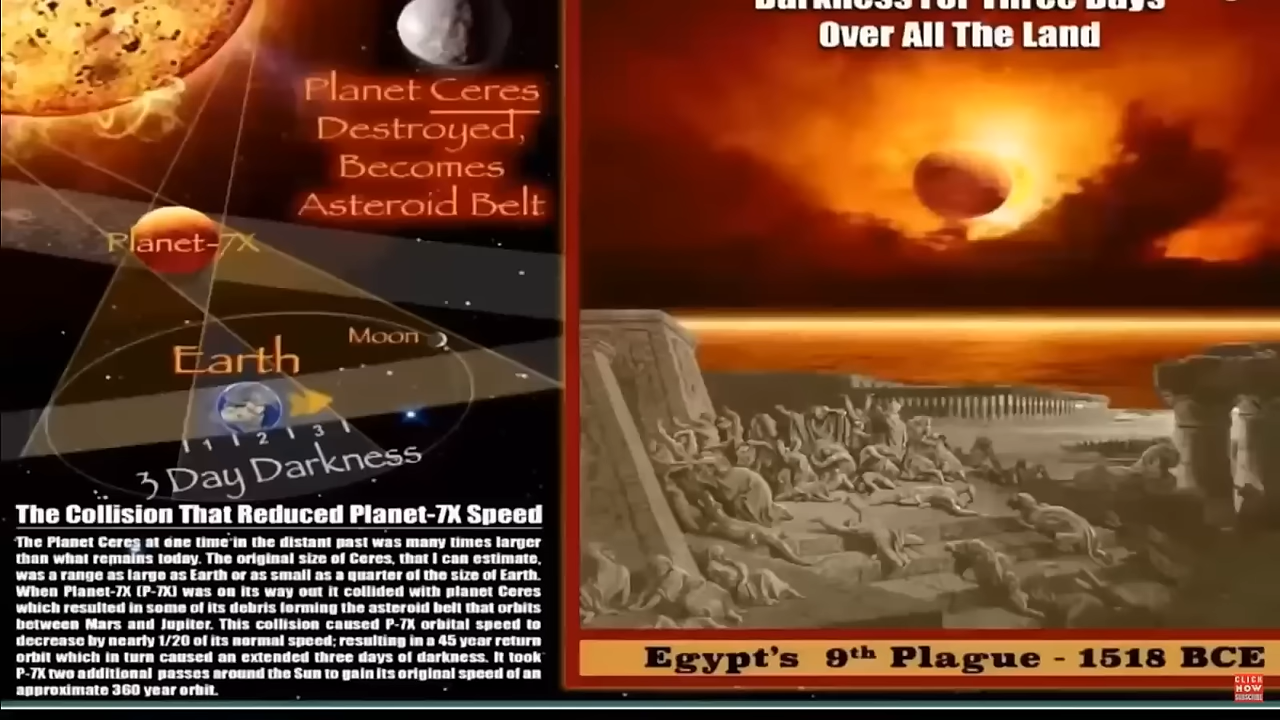 Planet Ceres
Destroyed,
Becomes
Asteroid Belt
Planet-7X
Moon
Earth
1 2 3
3 Day Darkness
The Collision That Reduced Planet-7X Speed
The Planet Ceres at one time in the distant past was many times larger
than what remains today. The original size of Ceres, that I can estimate,
was a range as large as Earth or as small as a quarter of the size of Earth.
When Planet-7X (P-7X) was on its way out it collided with planet Ceres
which resulted in some of its debris forming the asteroid belt that orbits
between Mars and Jupiter. This collision caused P-7X orbital speed to
decrease by nearly 1/20 of its normal speed; resulting in a 45 year return
orbit which in turn caused an extended three days of darkness. It took
P-7X two additional passes around the Sun to gain its original speed of an
approximate 360 year orbit.
Darkness For Three Days
Over All The Land
Egypt's 9th Plague - 1518 BCE
CLICK
NOW
SUBSCRIBE